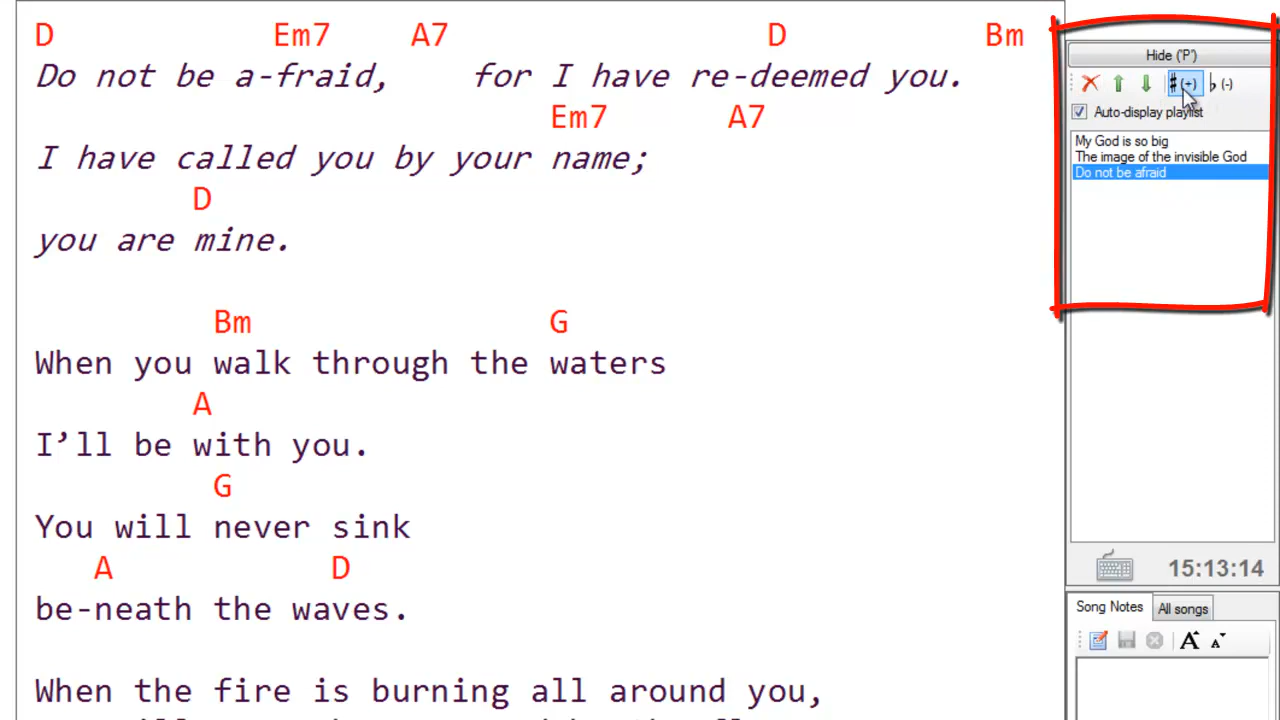 D Em7 A7 D Bm
Do not be a-fraid, for I have re-deemed you.
Em7 A7
I have called you by your name;
D
you are mine.
Bm G
When you walk through the waters
A
I’ll be with you.
G
You will never sink
A D
be-neath the waves.
When the fire is burning all around you,
Hide ('P')
♯(+) ♭(-)
Auto-display playlist
My God is so big
The image of the invisible God
Do not be afraid
15:13:14
Song Notes All songs
A A